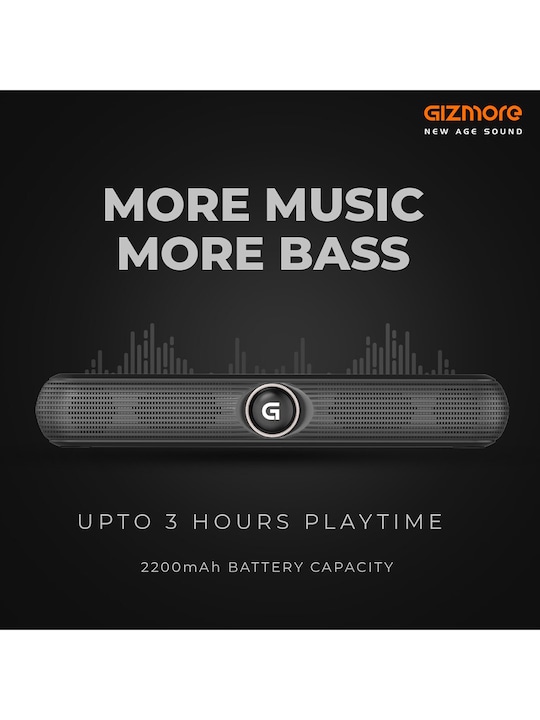 GIZMORE
NEW AGE SOUND
MORE MUSIC
MORE BASS
G
UPTO 3 HOURS PLAYTIME
2200mAh BATTERY CAPACITY